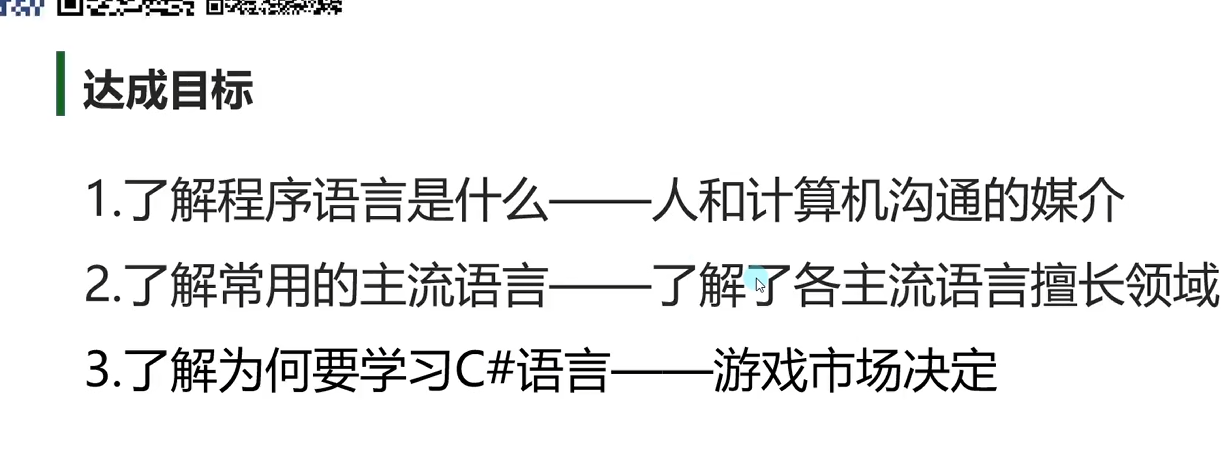 达成目标
1.了解程序语言是什么——人和计算机沟通的媒介
2.了解常用的主流语言——了解了各主流语言擅长领域
3.了解为何要学习C#语言——游戏市场决定